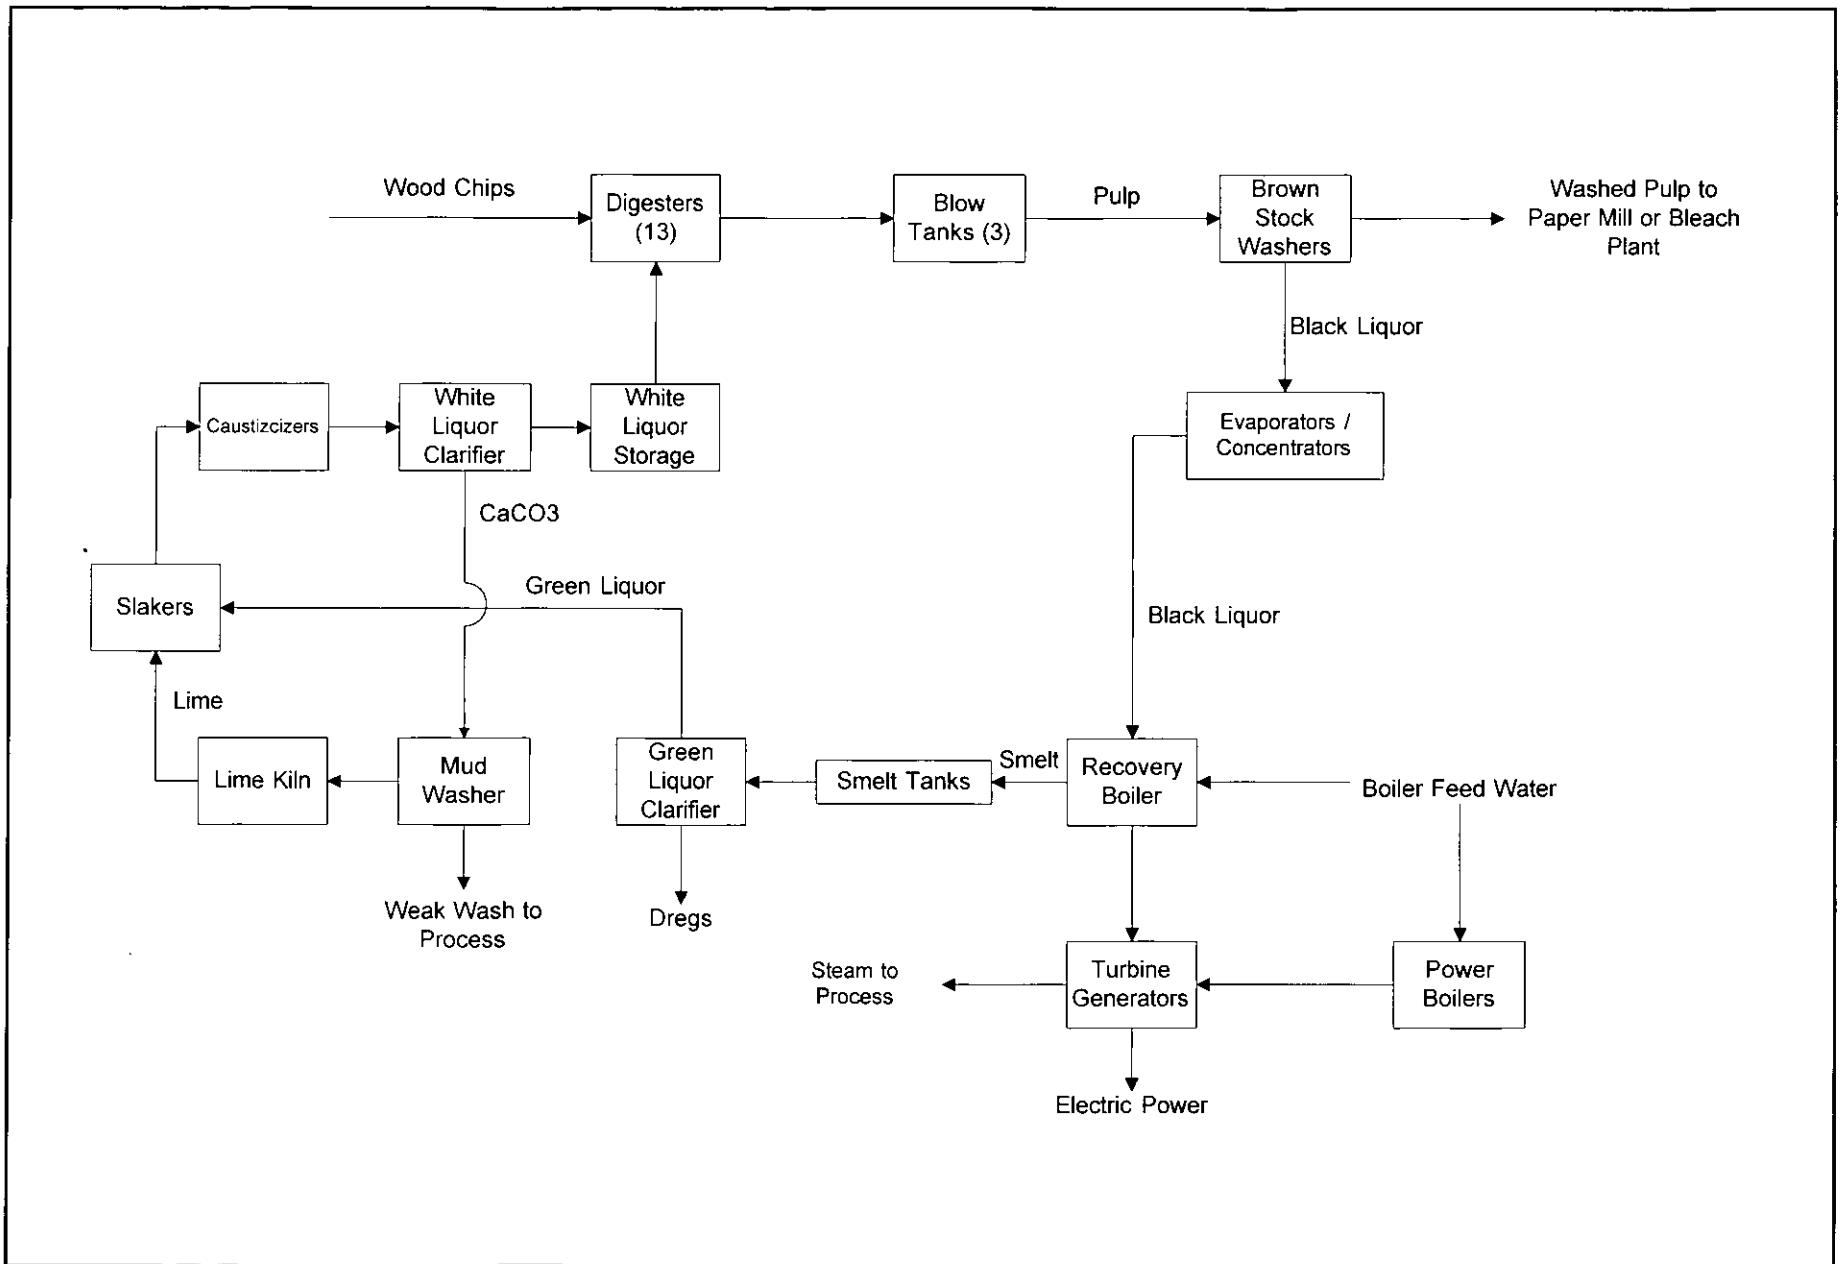 Wood Chips
Digesters
(13)
Blow
Tanks (3)
Pulp
Brown
Stock
Washers
Washed Pulp to
Paper Mill or Bleach
Plant
Black Liquor
Caustizcizers
White
Liquor
Clarifier
White
Liquor
Storage
Evaporators /
Concentrators
CaCO3
Slakers
Green Liquor
Black Liquor
Lime
Lime Kiln
Mud
Washer
Green
Liquor
Clarifier
Smelt Tanks
Smelt
Recovery
Boiler
Boiler Feed Water
Weak Wash to
Process
Dregs
Steam to
Process
Turbine
Generators
Power
Boilers
Electric Power